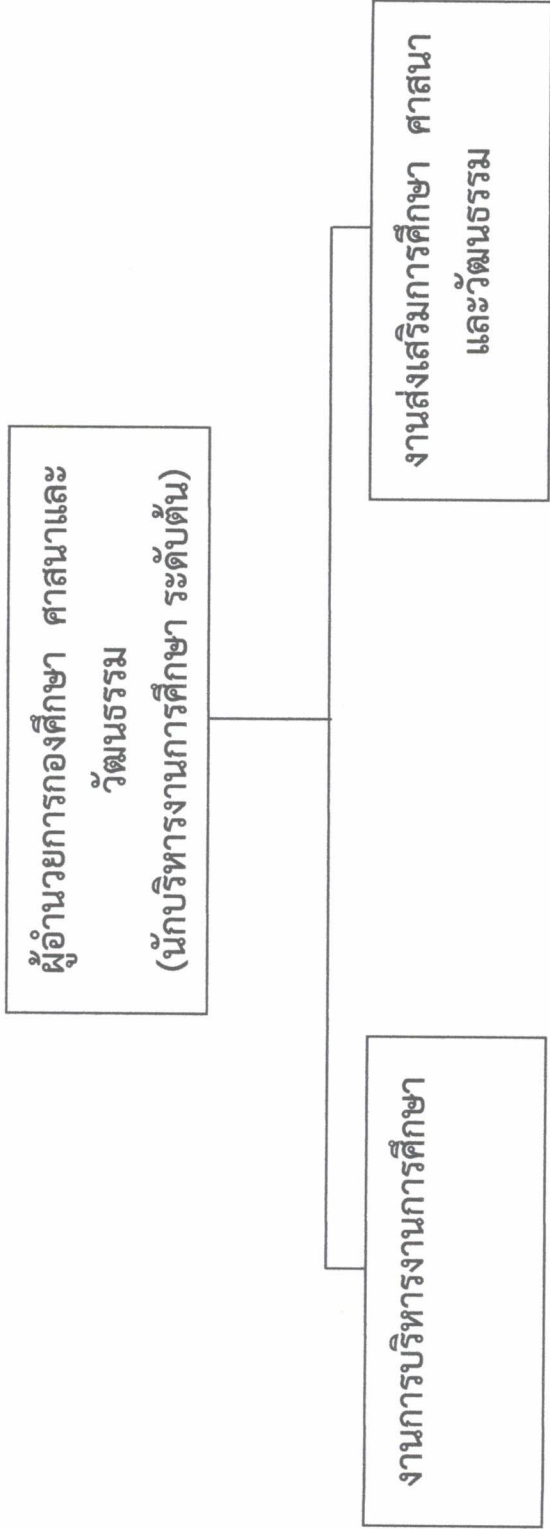 ผู้อำนวยการกองศึกษา ศาสนาและ
วัฒนธรรม
(นักบริหารงานการศึกษา ระดับต้น)
งานการบริหารงานการศึกษา
งานส่งเสริมการศึกษา ศาสนา
และวัฒนธรรม